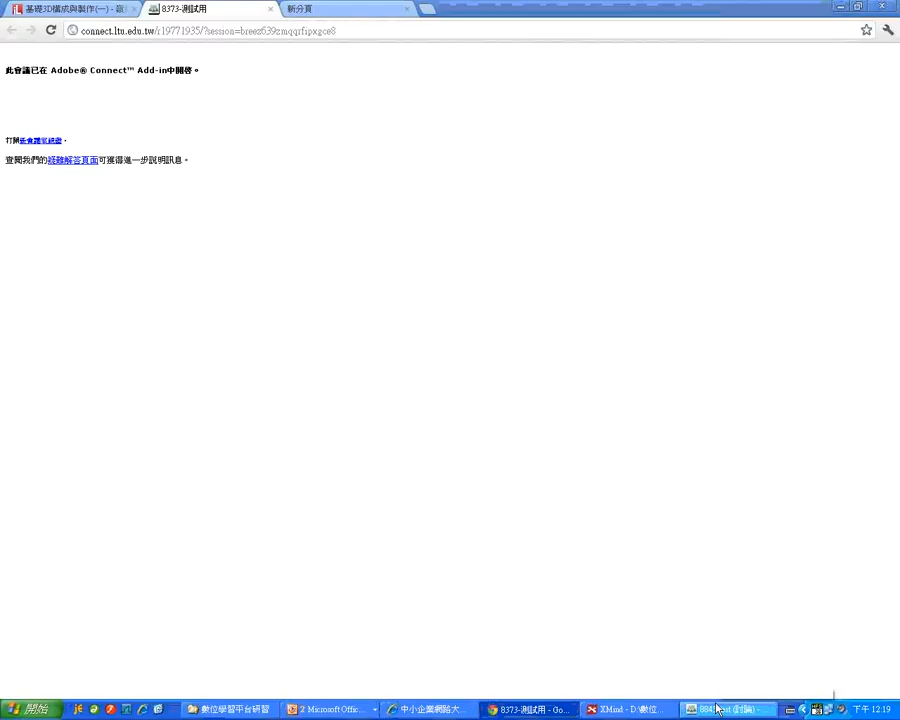 基礎3D構成與製作(一) - 嶺
8373-測試用
新分頁
connect.ltu.edu.tw/r19771935/?session=breez639zmqqrfipxgce8
此會議已在 Adobe® Connect™ Add-in中開啓。
打開
查閱我們的疑難解答頁面可獲得進一步說明訊息。
開始
數位學習平台研習
2 Microsoft Offic...
中小企業網路大...
8373-測試用 - Go...
XMind - D:\數位...
下午 12:19